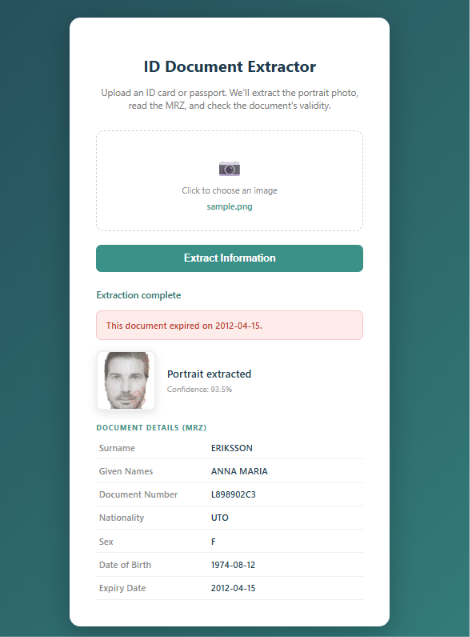 ID Document Extractor
Upload an ID card or passport. We'll extract the portrait photo,
read the MRZ, and check the document's validity.
Click to choose an image
sample.png
Extract Information
Extraction complete
This document expired on 2012-04-15.
Portrait extracted
Confidence: 93.5%
DOCUMENT DETAILS (MRZ)
Surname ERIKSSON
Given Names ANNA MARIA
Document Number L898902C3
Nationality UTO
Sex F
Date of Birth 1974-08-12
Expiry Date 2012-04-15